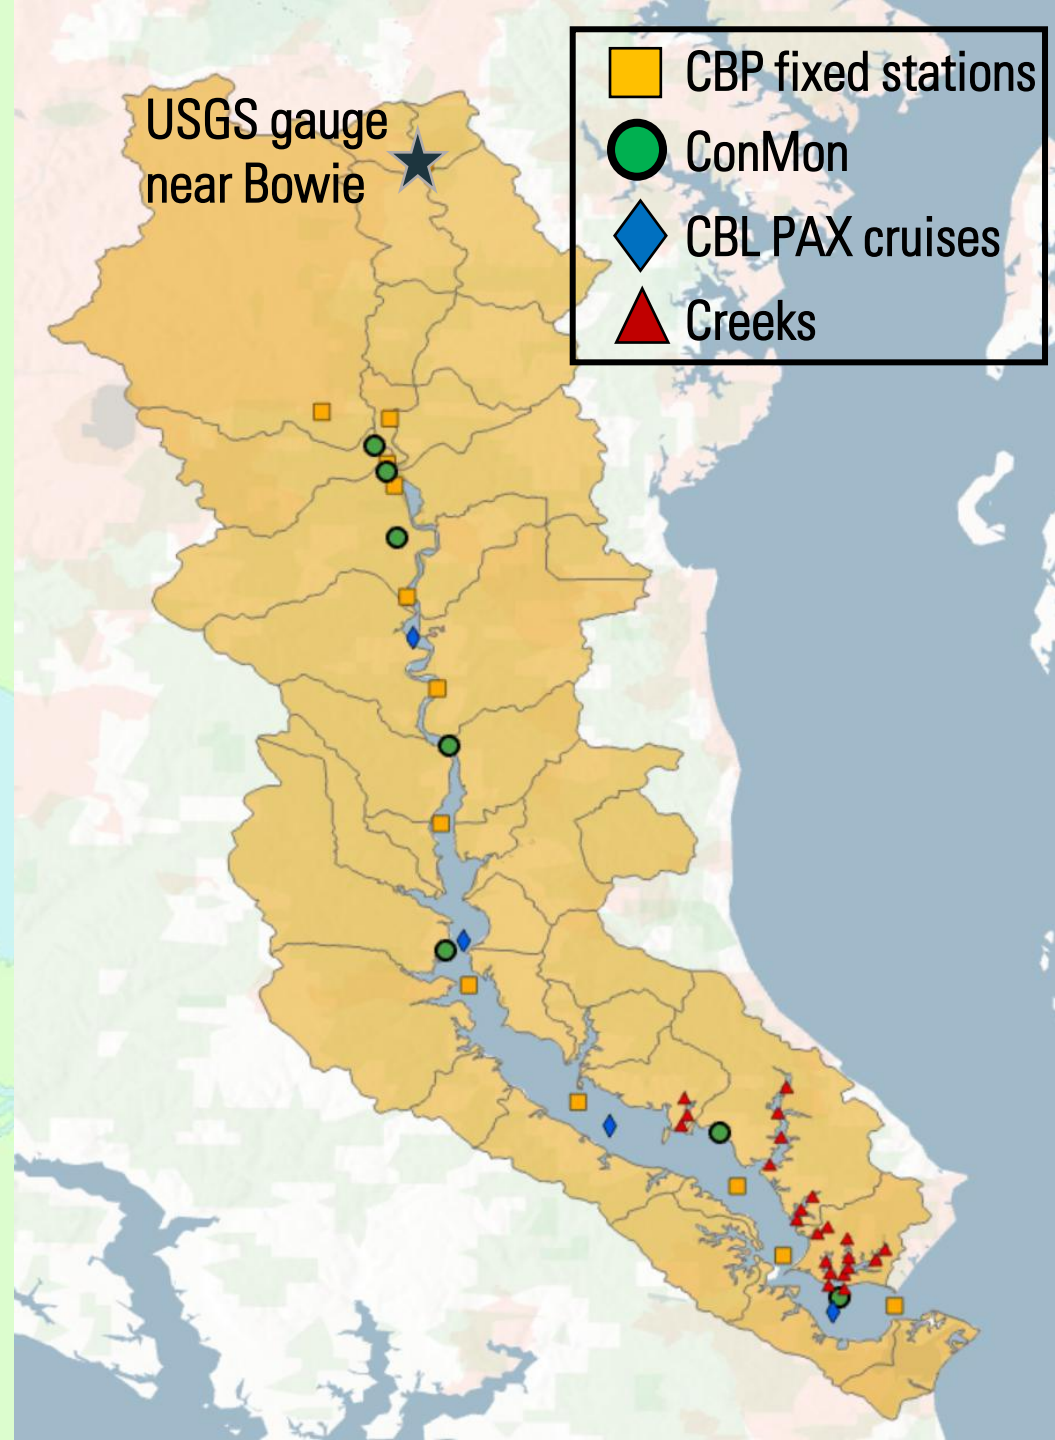 USGS gauge
near Bowie
CBP fixed stations
ConMon
CBL PAX cruises
Creeks